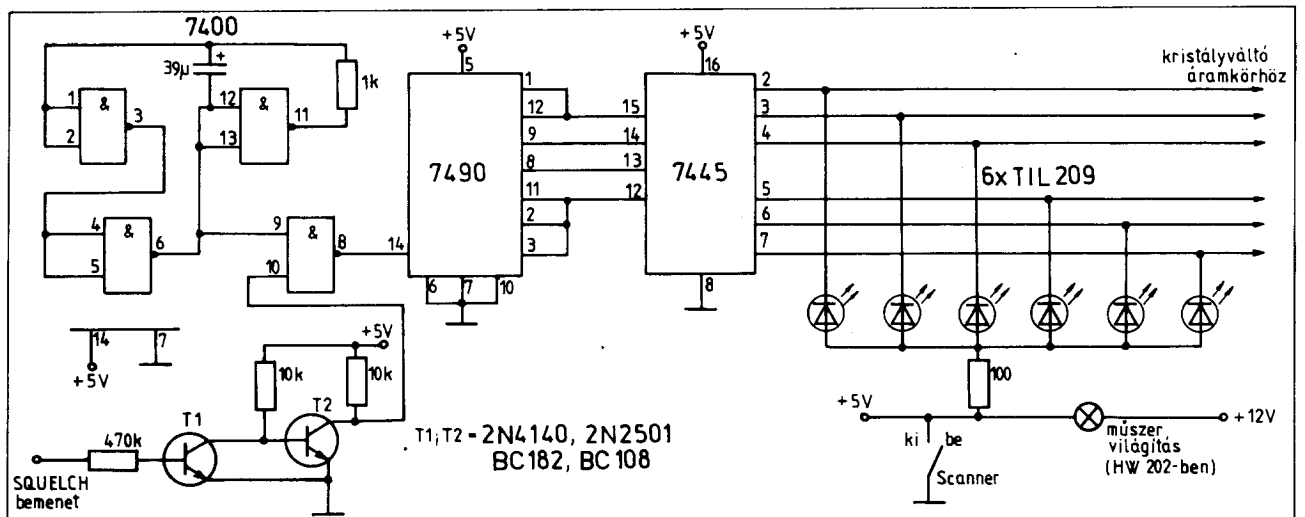 7400
39µ
+
1k
1
2
&
3
12
13
&
11
4
5
&
6
9
10
&
8
14
+5V
7
+5V
5
7490
14
1
12
9
8
11
2
3
6
7
10
+5V
16
7445
15
14
13
12
2
3
4
5
6
7
8
kristályváltó
áramkörhöz
6x TIL 209
100
+5V
ki
be
Scanner
műszer
világítás
(HW 202-ben)
+12V
+5V
10k
10k
T1
T2
470k
SQUELCH
bemenet
T1; T2 = 2N4140, 2N2501
BC182, BC108